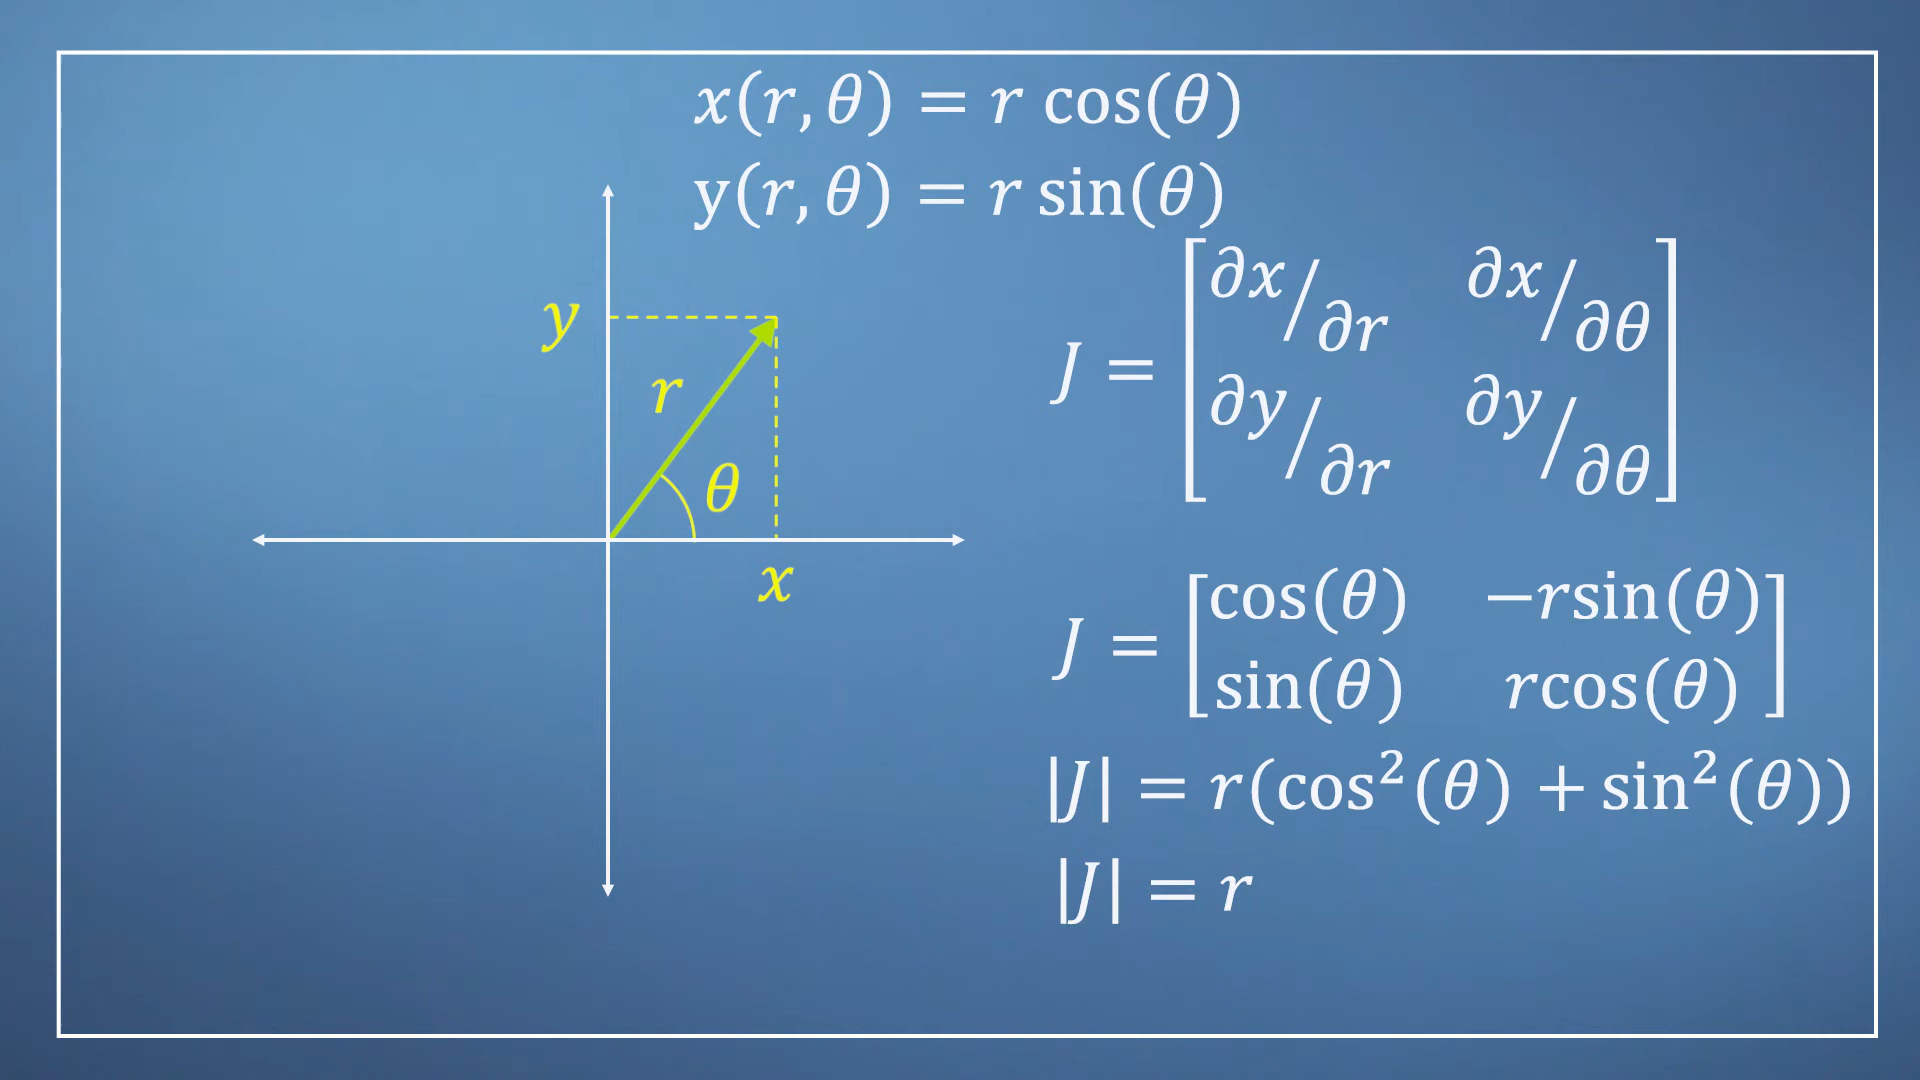 x(r, θ) = r cos(θ)
y(r, θ) = r sin(θ)
y
r
θ
x
J = [∂x/∂r ∂x/∂θ
∂y/∂r ∂y/∂θ]
J = [cos(θ) −rsin(θ)
sin(θ) rcos(θ)]
|J| = r(cos²(θ) + sin²(θ))
|J| = r